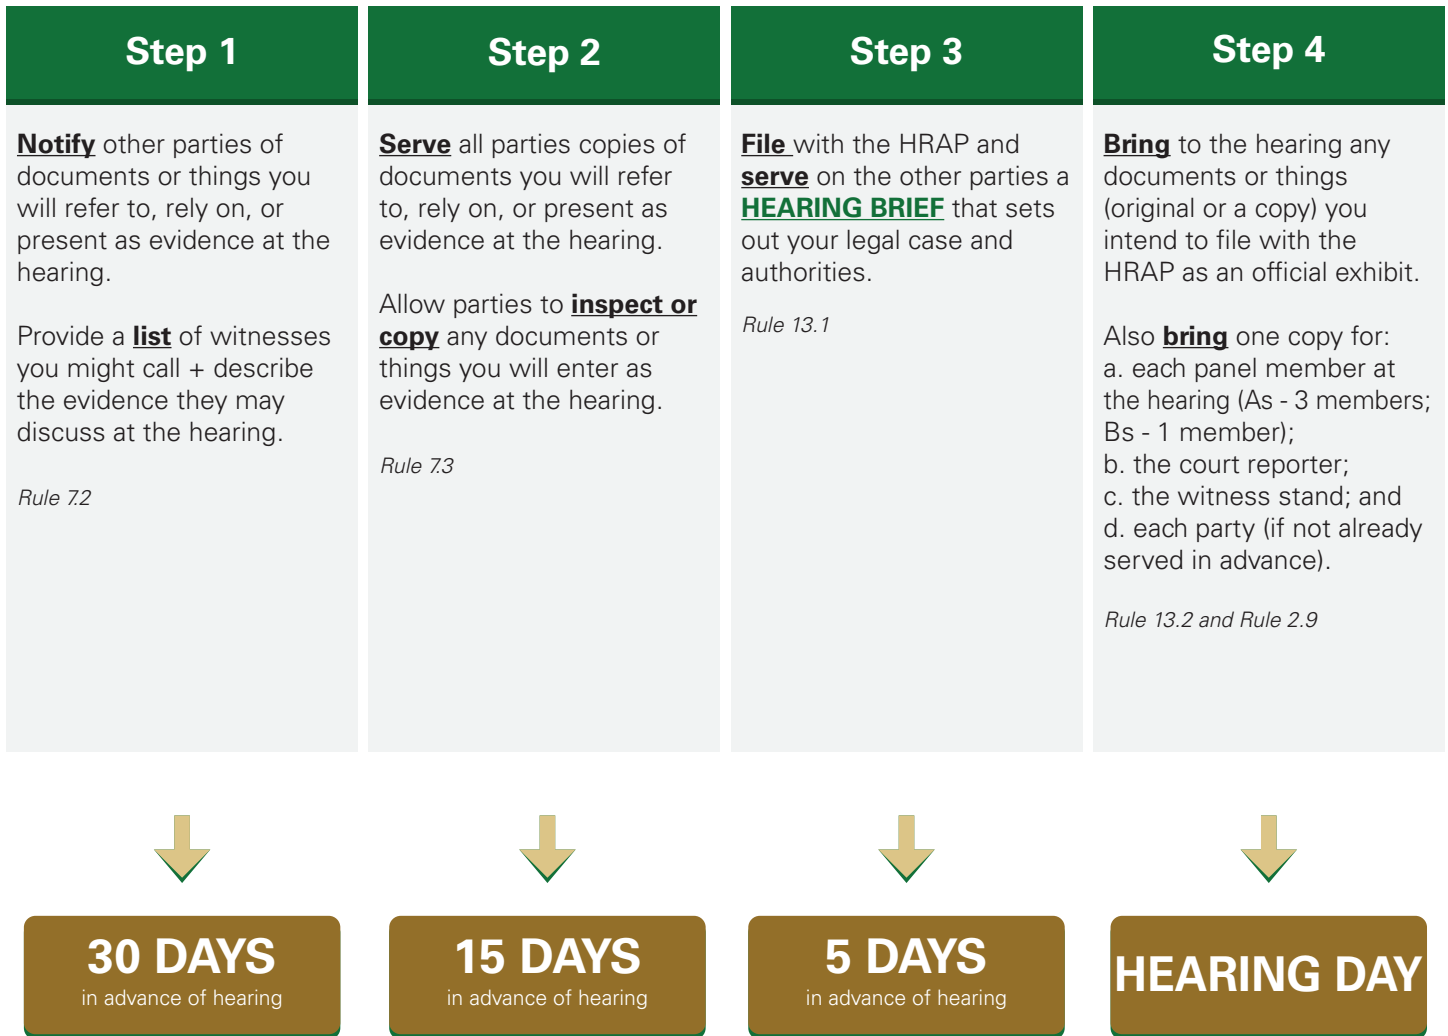 Step 1
Notify other parties of
documents or things you
will refer to, rely on, or
present as evidence at the
hearing.
Provide a list of witnesses
you might call + describe
the evidence they may
discuss at the hearing.
Rule 7.2
30 DAYS
in advance of hearing
Step 2
Serve all parties copies of
documents you will refer
to, rely on, or present as
evidence at the hearing.
Allow parties to inspect or
copy any documents or
things you will enter as
evidence at the hearing.
Rule 7.3
15 DAYS
in advance of hearing
Step 3
File with the HRAP and
serve on the other parties a
HEARING BRIEF that sets
out your legal case and
authorities.
Rule 13.1
5 DAYS
in advance of hearing
Step 4
Bring to the hearing any
documents or things
(original or a copy) you
intend to file with the
HRAP as an official exhibit.
Also bring one copy for:
a. each panel member at
the hearing (As - 3 members;
Bs - 1 member);
b. the court reporter;
c. the witness stand; and
d. each party (if not already
served in advance).
Rule 13.2 and Rule 2.9
HEARING DAY